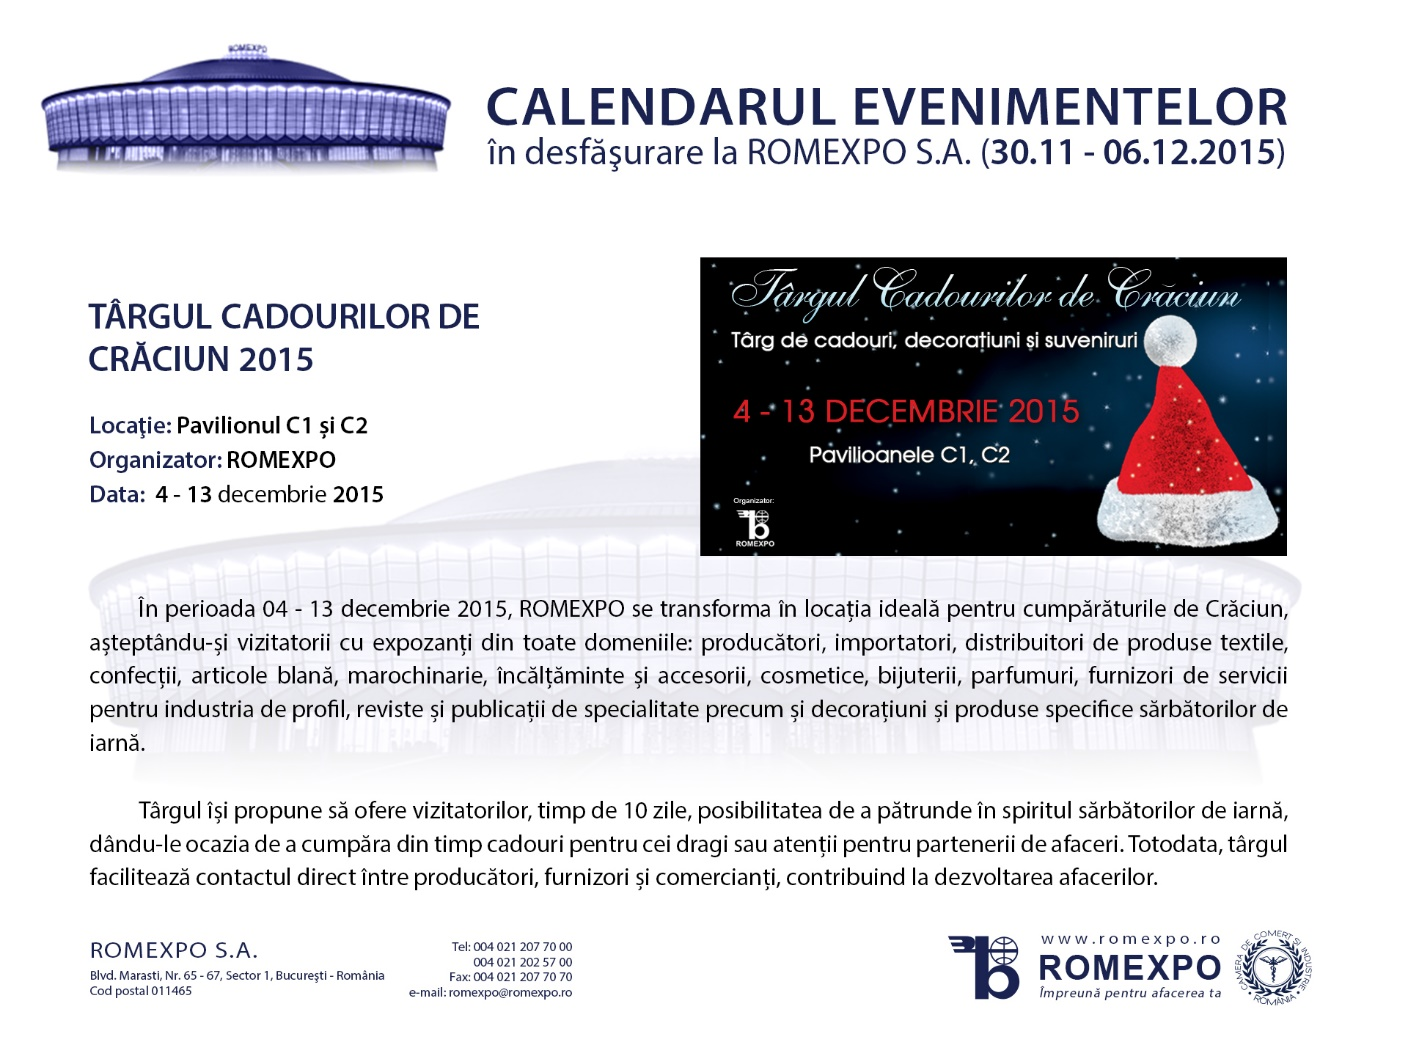 ROMEXPO
CALENDARUL EVENIMENTELOR
în desfăşurare la ROMEXPO S.A. (30.11 - 06.12.2015)
TÂRGUL CADOURILOR DE
CRĂCIUN 2015
Locaţie: Pavilionul C1 și C2
Organizator: ROMEXPO
Data: 4 - 13 decembrie 2015
Târgul Cadourilor de Crăciun
Târg de cadouri, decorațiuni și suveniruri
4 - 13 DECEMBRIE 2015
Pavilioanele C1, C2
Organizator:
ROMEXPO
În perioada 04 - 13 decembrie 2015, ROMEXPO se transforma în locația ideală pentru cumpărăturile de Crăciun,
așteptându-și vizitatorii cu expozanți din toate domeniile: producători, importatori, distribuitori de produse textile,
confecții, articole blană, marochinarie, încălțăminte și accesorii, cosmetice, bijuterii, parfumuri, furnizori de servicii
pentru industria de profil, reviste și publicații de specialitate precum și decorațiuni și produse specifice sărbătorilor de
iarnă.
Târgul își propune să ofere vizitatorilor, timp de 10 zile, posibilitatea de a pătrunde în spiritul sărbătorilor de iarnă,
dându-le ocazia de a cumpăra din timp cadouri pentru cei dragi sau atenții pentru partenerii de afaceri. Totodata, târgul
facilitează contactul direct între producători, furnizori și comercianți, contribuind la dezvoltarea afacerilor.
ROMEXPO S.A.
Blvd. Marasti, Nr. 65 - 67, Sector 1, Bucureşti - România
Cod postal 011465
Tel: 004 021 207 70 00
004 021 202 57 00
Fax: 004 021 207 70 70
e-mail: romexpo@romexpo.ro
www.romexpo.ro
ROMEXPO
Împreună pentru afacerea ta
CAMERA DE COMERT SI INDUSTRIE
ROMÂNIA